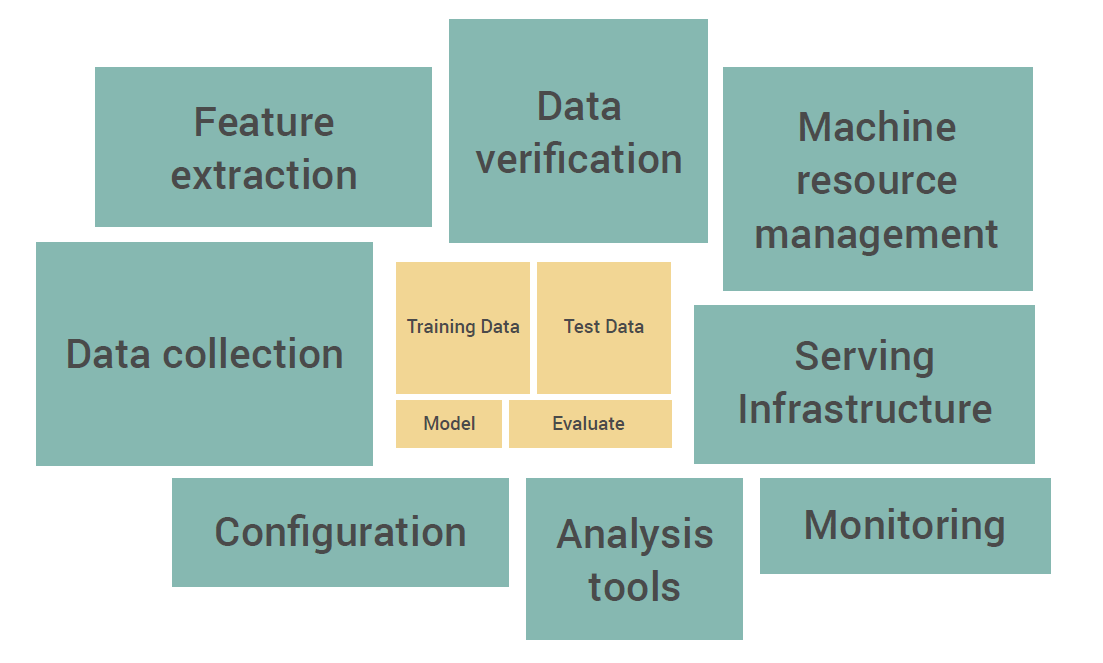 Feature
extraction
Data
verification
Machine
resource
management
Data collection
Training Data
Test Data
Model
Evaluate
Serving
Infrastructure
Configuration
Analysis
tools
Monitoring